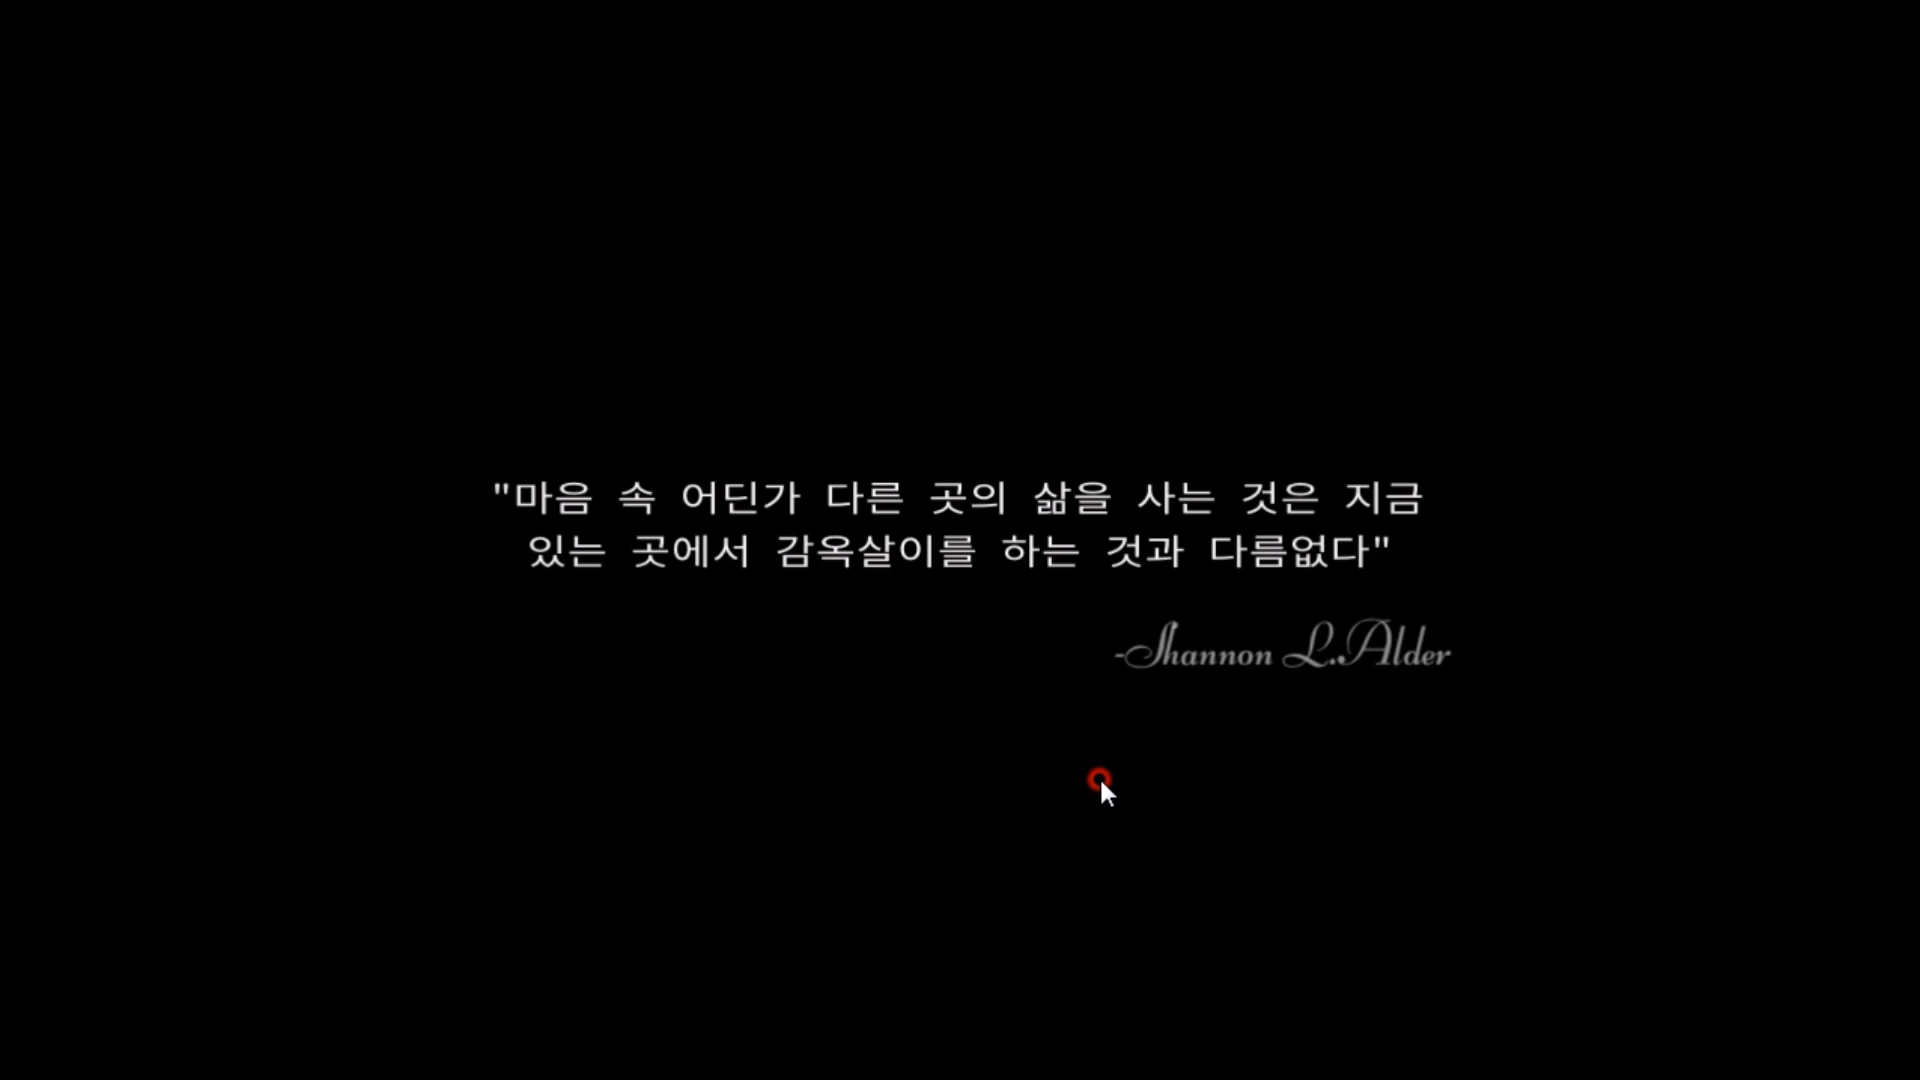 "마음 속 어딘가 다른 곳의 삶을 사는 것은 지금
있는 곳에서 감옥살이를 하는 것과 다름없다"
-Shannon L.Alder